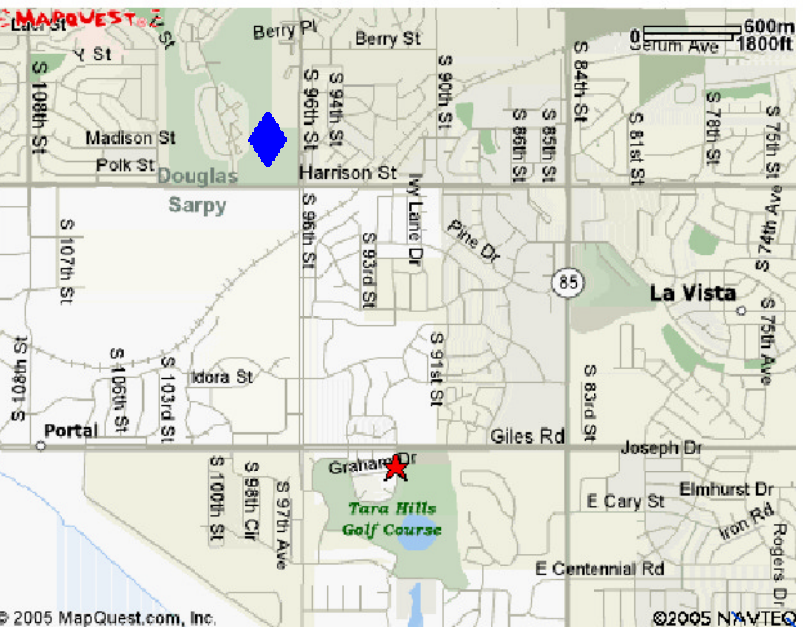 MAPQUEST
Laci St
Y St
Berry Pl
Berry St
0 600m
1800ft
Serum Ave
S 108th St
S 96th St
S 94th St
S 90th St
S 86th St
S 85th St
S 84th St
S 81st St
S 78th St
S 75th St
Madison St
Polk St
Harrison St
Douglas
Sarpy
S 107th St
S 96th St
S 93rd St
Ivy Lane Dr
Pine Dr
85
La Vista
S 74th Ave
S 75th Ave
S 108th St
S 106th St
S 103rd St
Idora St
S 91st St
S 83rd St
Portal
Giles Rd
Joseph Dr
Graham Dr
S 100th St
S 98th Cir
S 97th Ave
Tara Hills
Golf Course
E Cary St
Elmhurst Dr
Iron Rd
Rogers Dr
E Centennial Rd
© 2005 MapQuest.com, Inc.
©2005 NAVTEQ